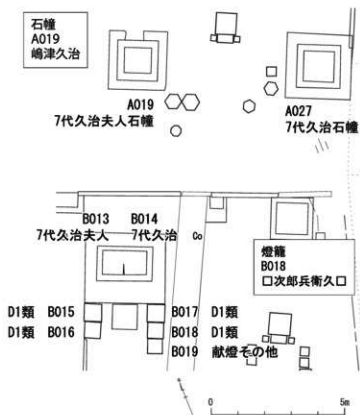 石幢
A019
嶋津久治
A019
7代久治夫人石幢
A027
7代久治石幢
B013 B014
7代久治夫人 7代久治
Co
燈籠
B018
□次郎兵衛久□
D1類 B015
D1類 B016
B017 D1類
B018 D1類
B019 献燈その他
0 5m